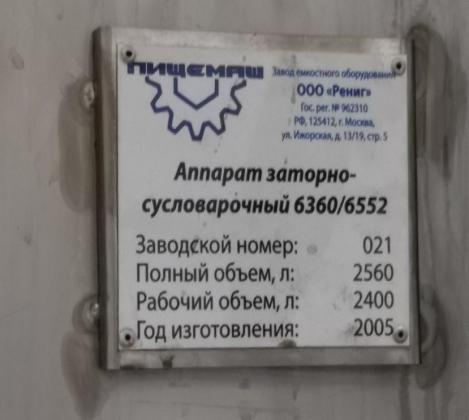 ПИЩЕМАШ
Завод емкостного оборудования
ООО «Рениг»
Гос. рег. № 962310
РФ, 125412, г. Москва,
ул. Ижорская, д. 13/19, стр. 5
Аппарат заторно-
сусловарочный 6360/6552
Заводской номер: 021
Полный объем, л: 2560
Рабочий объем, л: 2400
Год изготовления: 2005